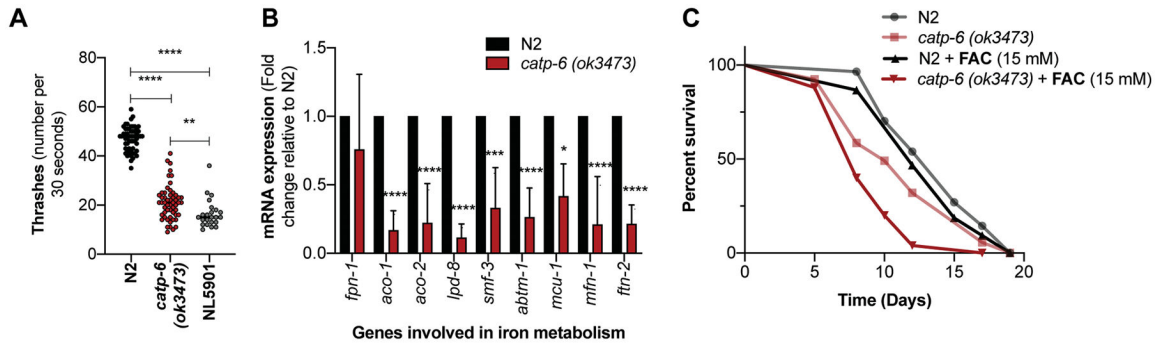 A
Thrashes (number per
30 seconds)
80
60
40
20
0
****
****
**
N2
catp-6
(ok3473)
NL5901
B
N2
catp-6 (ok3473)
mRNA expression (Fold
change relative to N2)
1.5
1.0
0.5
0.0
****
****
****
***
****
*
****
****
fpn-1
aco-1
aco-2
lpd-8
smf-3
abtm-1
mcu-1
mfn-1
ftn-2
Genes involved in iron metabolism
C
N2
catp-6 (ok3473)
N2 + FAC (15 mM)
catp-6 (ok3473) + FAC (15 mM)
Percent survival
100
50
0
0
5
10
15
20
Time (Days)